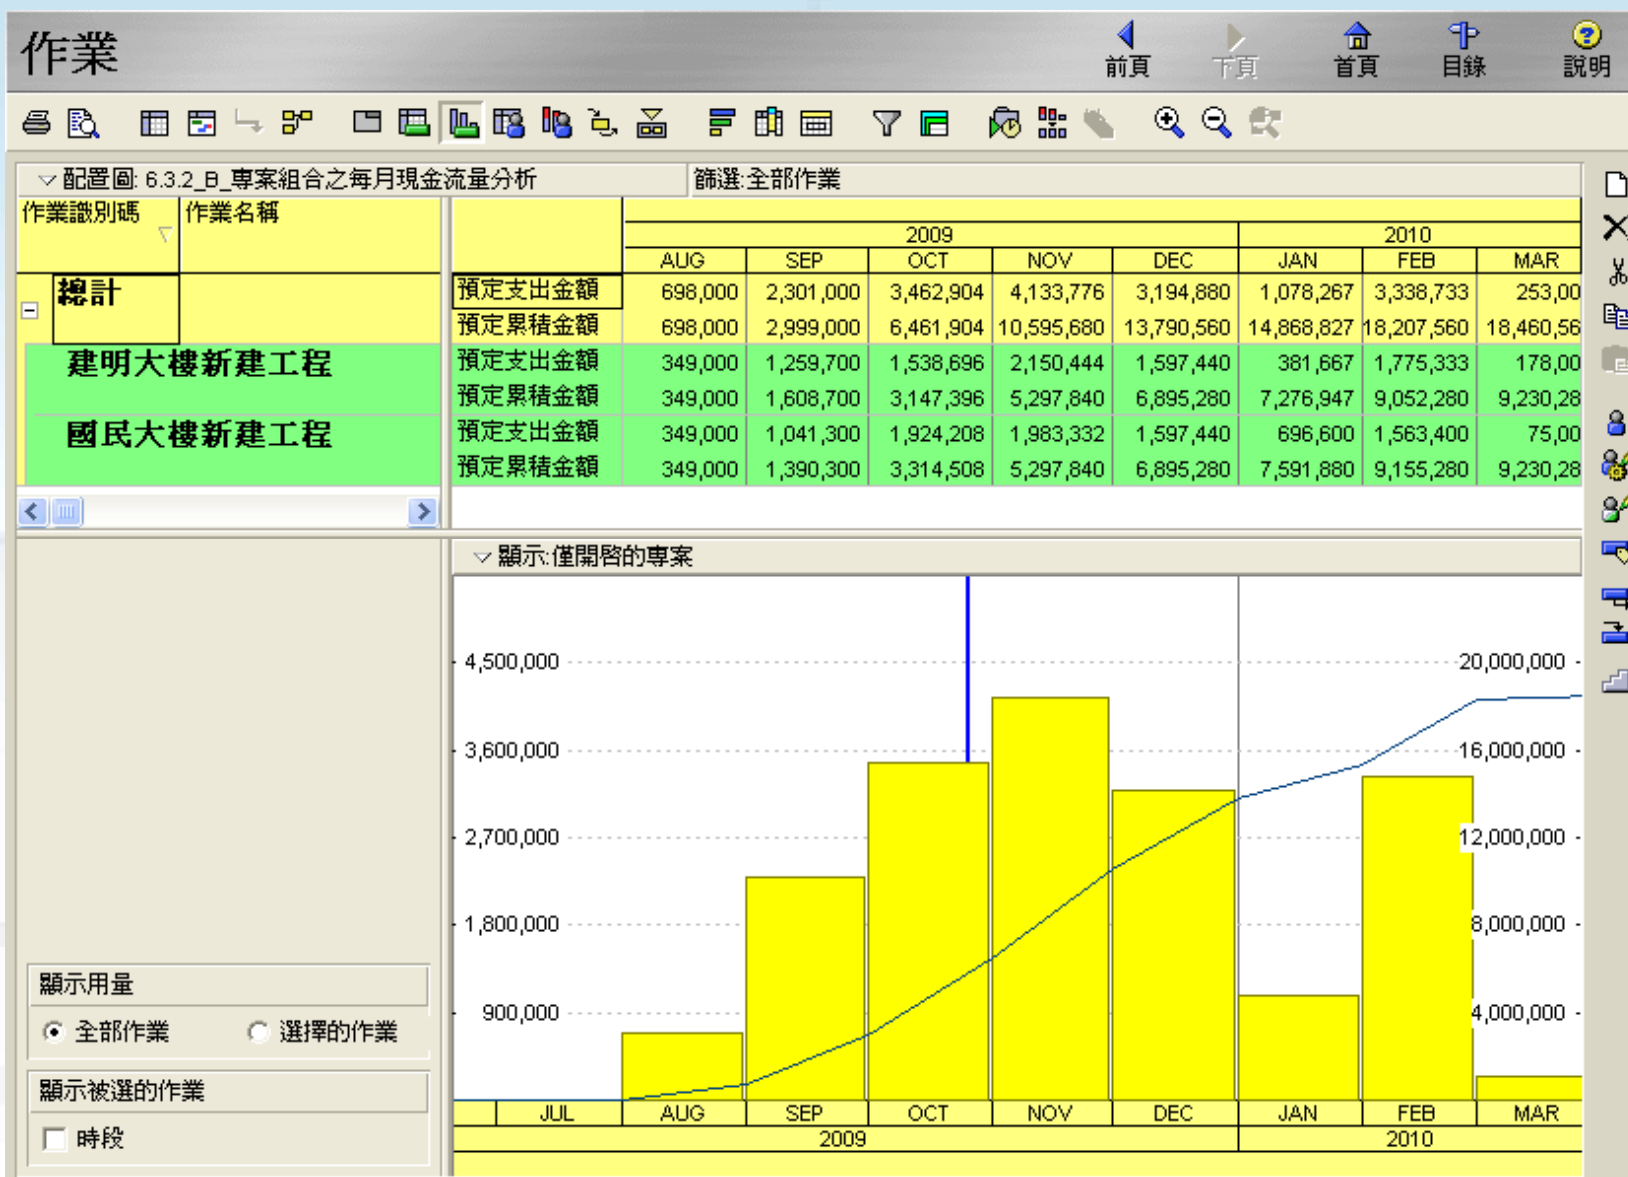 作業
前頁 下頁 首頁 目錄 說明
配置圖: 6.3.2_B_專案組合之每月現金流量分析 篩選:全部作業
作業識別碼 作業名稱
2009 2010
AUG SEP OCT NOV DEC JAN FEB MAR
總計 預定支出金額 698,000 2,301,000 3,462,904 4,133,776 3,194,880 1,078,267 3,338,733 253,00
預定累積金額 698,000 2,999,000 6,461,904 10,595,680 13,790,560 14,868,827 18,207,560 18,460,56
建明大樓新建工程 預定支出金額 349,000 1,259,700 1,538,696 2,150,444 1,597,440 381,667 1,775,333 178,00
預定累積金額 349,000 1,608,700 3,147,396 5,297,840 6,895,280 7,276,947 9,052,280 9,230,28
國民大樓新建工程 預定支出金額 349,000 1,041,300 1,924,208 1,983,332 1,597,440 696,600 1,563,400 75,00
預定累積金額 349,000 1,390,300 3,314,508 5,297,840 6,895,280 7,591,880 9,155,280 9,230,28
顯示:僅開啓的專案
4,500,000 20,000,000
3,600,000 16,000,000
2,700,000 12,000,000
1,800,000 8,000,000
900,000 4,000,000
顯示用量
全部作業 選擇的作業
顯示被選的作業
時段
JUL AUG SEP OCT NOV DEC JAN FEB MAR
2009 2010